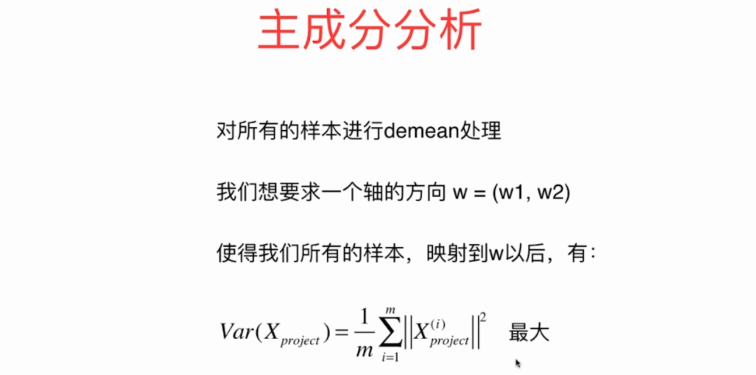 主成分分析
对所有的样本进行demean处理
我们想要求一个轴的方向 w = (w1, w2)
使得我们所有的样本，映射到w以后，有：
$Var(X_{project}) = \frac{1}{m} \sum_{i=1}^{m} \left\| X_{project}^{(i)} \right\|^2$ 最大